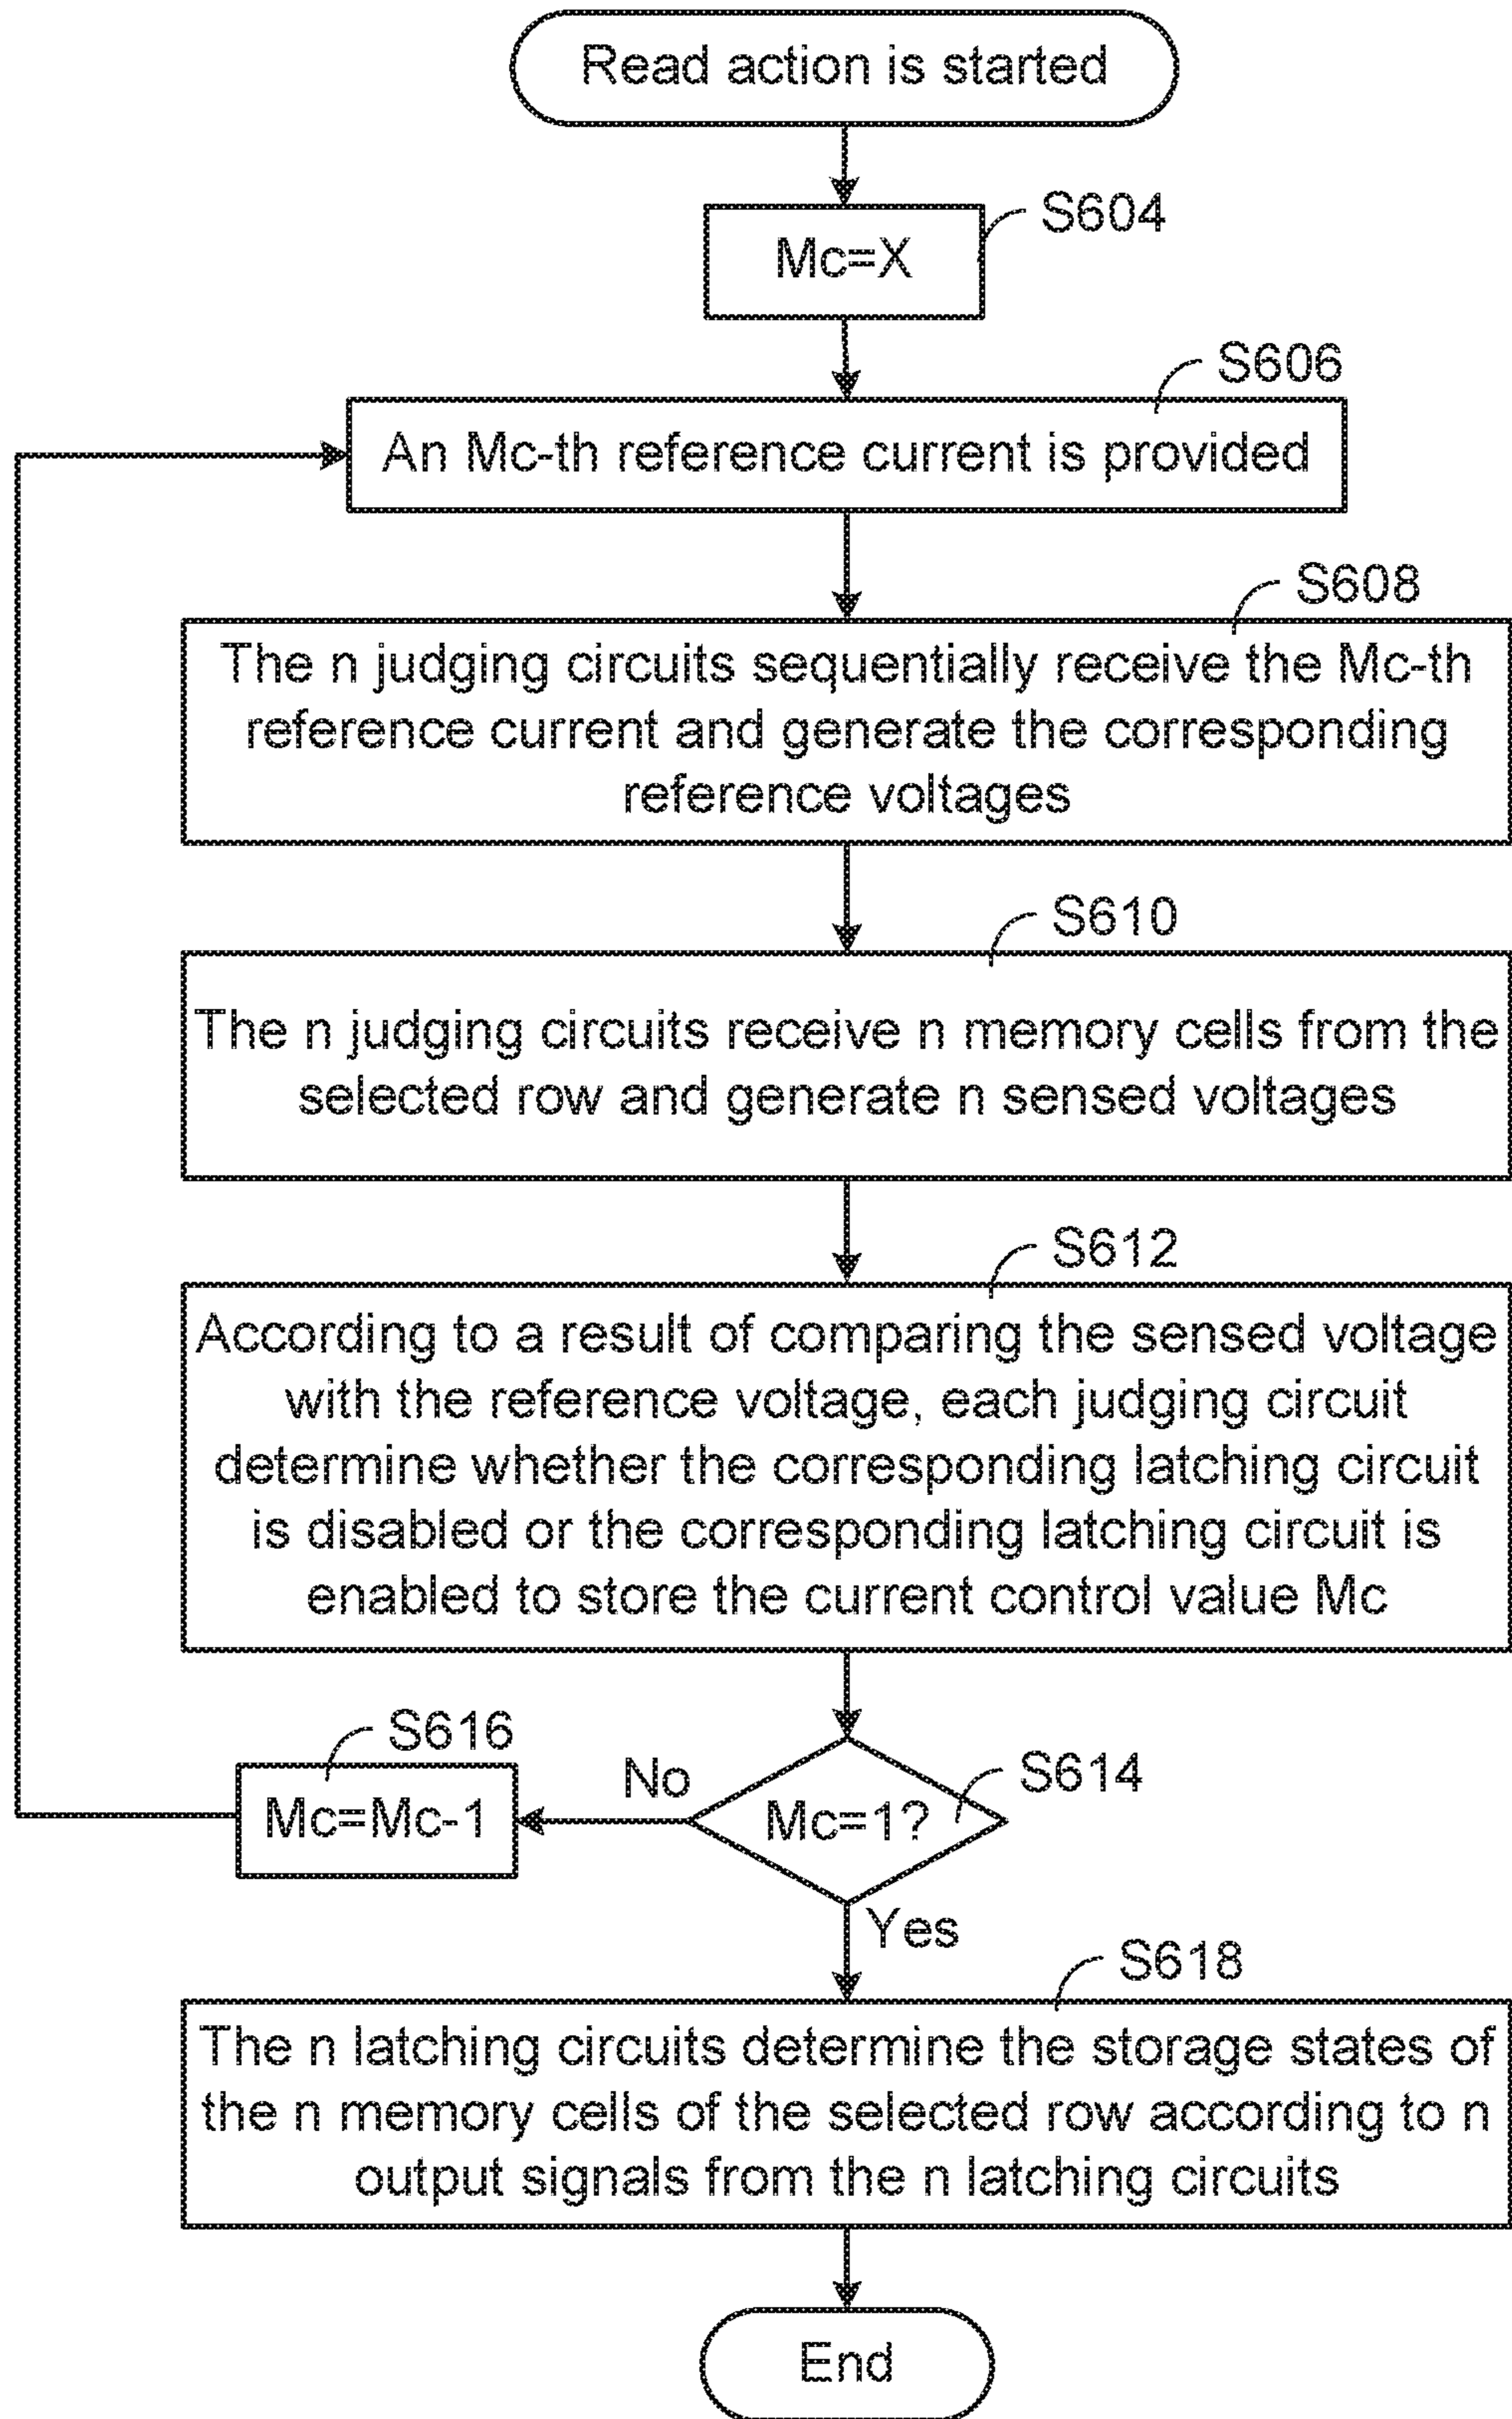 Read action is started
S604
Mc=X
S606
An Mc-th reference current is provided
S608
The n judging circuits sequentially receive the Mc-th
reference current and generate the corresponding
reference voltages
S610
The n judging circuits receive n memory cells from the
selected row and generate n sensed voltages
S612
According to a result of comparing the sensed voltage
with the reference voltage, each judging circuit
determine whether the corresponding latching circuit
is disabled or the corresponding latching circuit is
enabled to store the current control value Mc
S616
No
S614
Mc=Mc-1
Mc=1?
Yes
S618
The n latching circuits determine the storage states of
the n memory cells of the selected row according to n
output signals from the n latching circuits
End